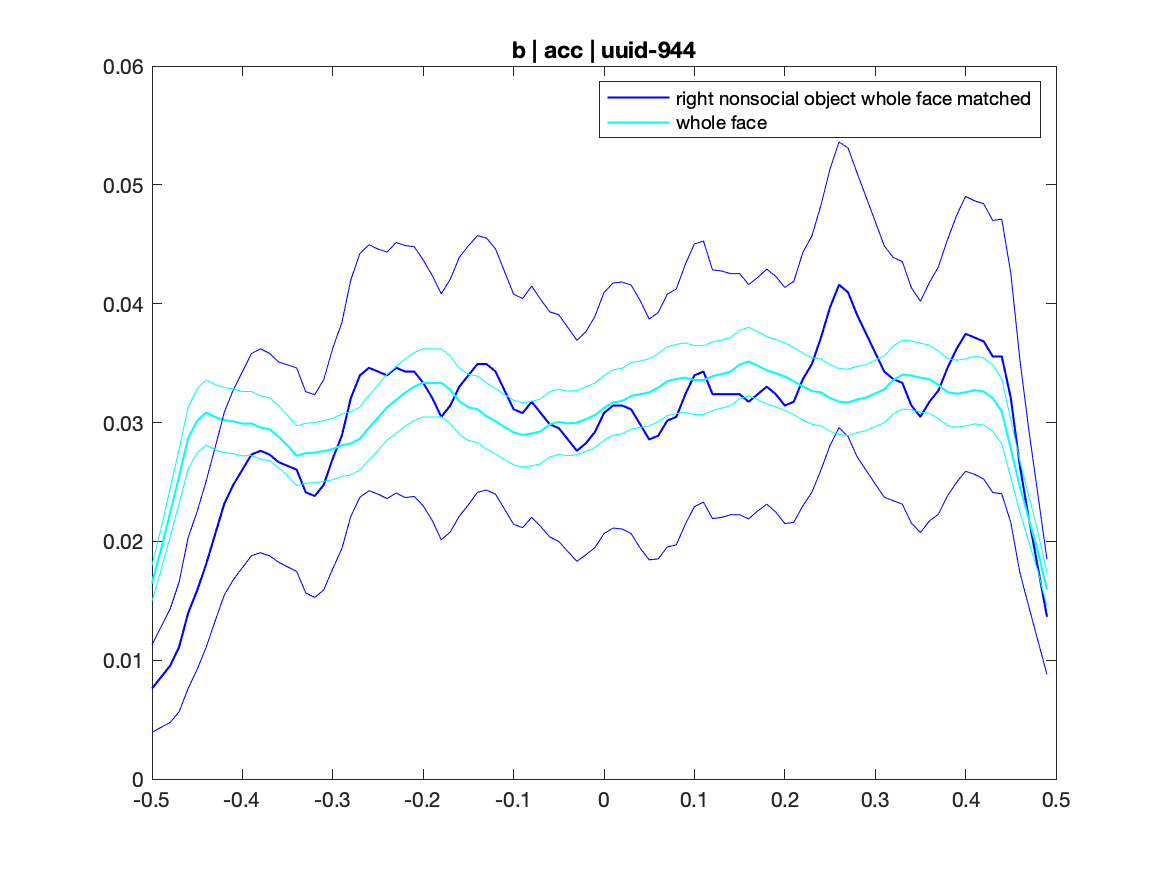 b | acc | uuid-944
right nonsocial object whole face matched
whole face
0.06
0.05
0.04
0.03
0.02
0.01
0
-0.5 -0.4 -0.3 -0.2 -0.1 0 0.1 0.2 0.3 0.4 0.5